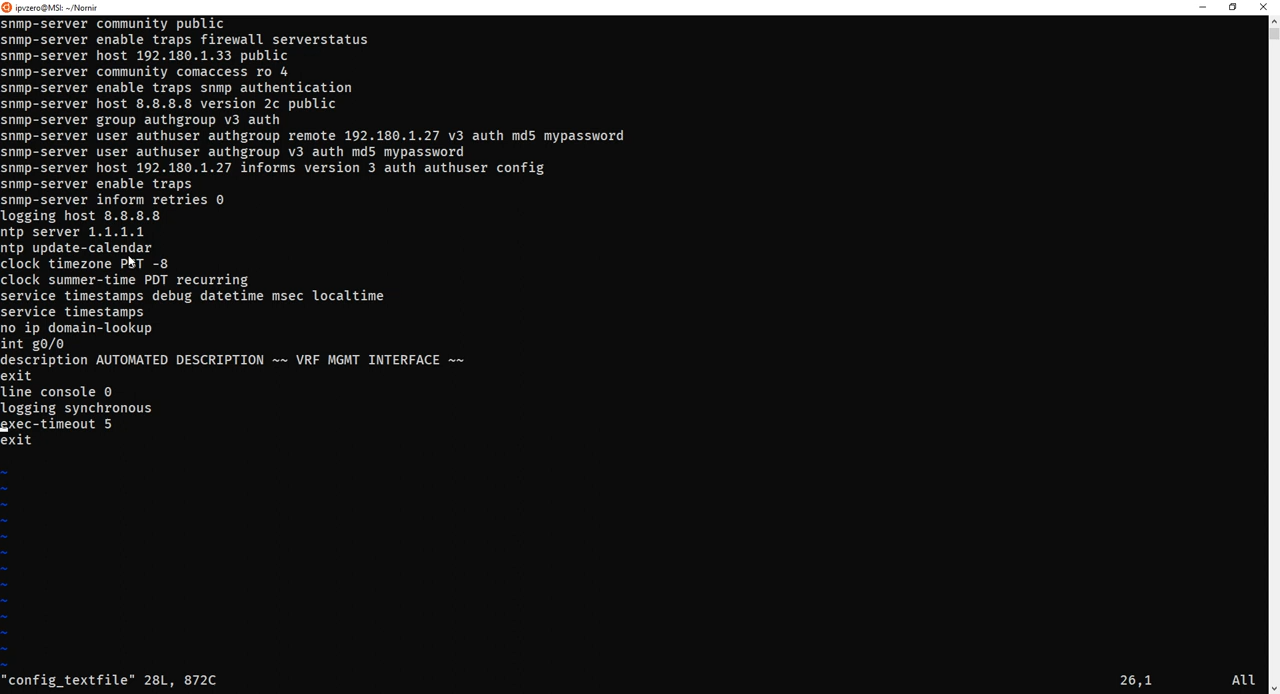 ipvzero@MSI: ~/Nornir
snmp-server community public
snmp-server enable traps firewall serverstatus
snmp-server host 192.180.1.33 public
snmp-server community comaccess ro 4
snmp-server enable traps snmp authentication
snmp-server host 8.8.8.8 version 2c public
snmp-server group authgroup v3 auth
snmp-server user authuser authgroup remote 192.180.1.27 v3 auth md5 mypassword
snmp-server user authuser authgroup v3 auth md5 mypassword
snmp-server host 192.180.1.27 informs version 3 auth authuser config
snmp-server enable traps
snmp-server inform retries 0
logging host 8.8.8.8
ntp server 1.1.1.1
ntp update-calendar
clock timezone PST -8
clock summer-time PDT recurring
service timestamps debug datetime msec localtime
service timestamps
no ip domain-lookup
int g0/0
description AUTOMATED DESCRIPTION ~~ VRF MGMT INTERFACE ~~
exit
line console 0
logging synchronous
exec-timeout 5
exit
~
~
~
~
~
~
~
~
~
~
~
~
~
"config_textfile" 28L, 872C 26,1 All